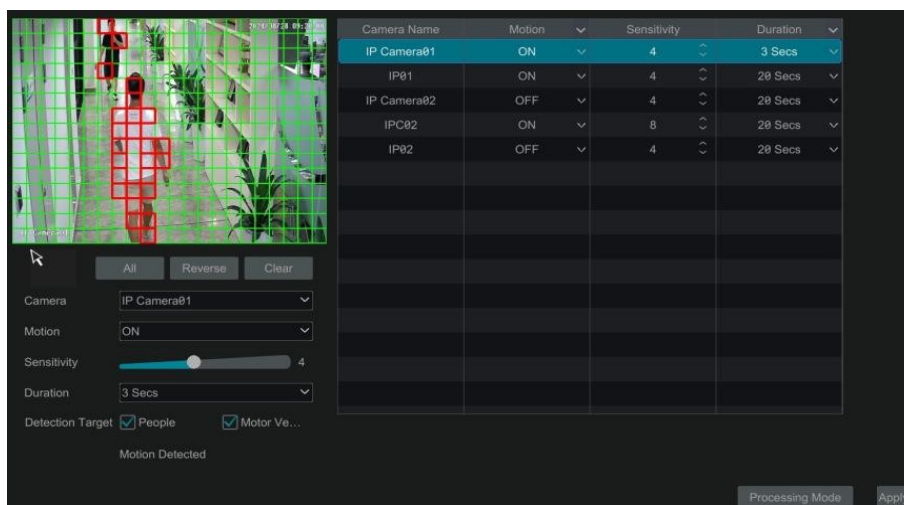 Camera Name Motion Sensitivity Duration
IP Camera01 ON 4 3 Secs
IP01 ON 4 20 Secs
IP Camera02 OFF 4 20 Secs
IPC02 ON 8 20 Secs
IP02 OFF 4 20 Secs
All Reverse Clear
Camera IP Camera01
Motion ON
Sensitivity 4
Duration 3 Secs
Detection Target People Motor Ve...
Motion Detected
Processing Mode Apply